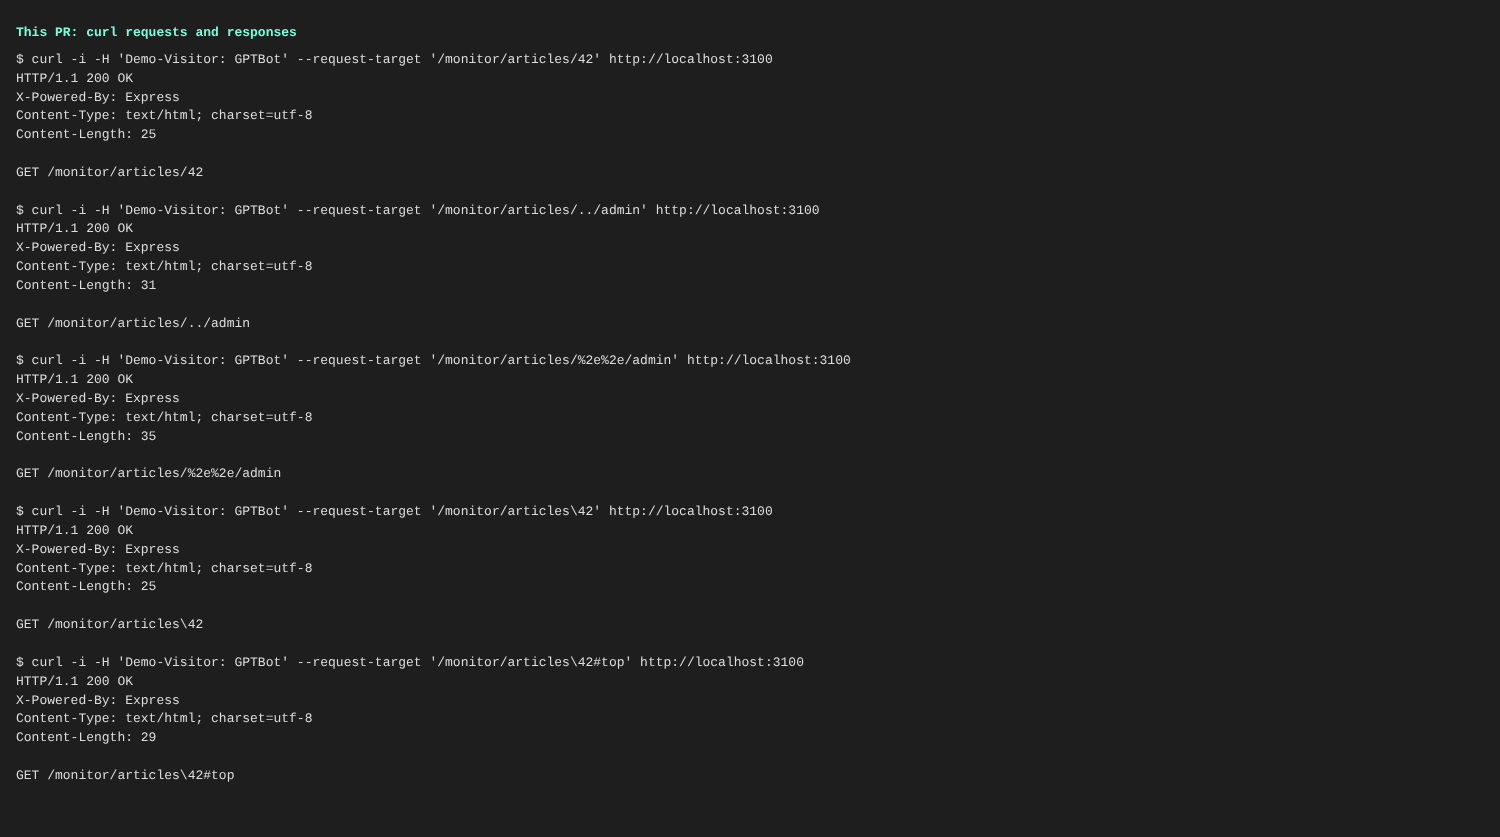 This PR: curl requests and responses
$ curl -i -H 'Demo-Visitor: GPTBot' --request-target '/monitor/articles/42' http://localhost:3100
HTTP/1.1 200 OK
X-Powered-By: Express
Content-Type: text/html; charset=utf-8
Content-Length: 25
GET /monitor/articles/42
$ curl -i -H 'Demo-Visitor: GPTBot' --request-target '/monitor/articles/../admin' http://localhost:3100
HTTP/1.1 200 OK
X-Powered-By: Express
Content-Type: text/html; charset=utf-8
Content-Length: 31
GET /monitor/articles/../admin
$ curl -i -H 'Demo-Visitor: GPTBot' --request-target '/monitor/articles/%2e%2e/admin' http://localhost:3100
HTTP/1.1 200 OK
X-Powered-By: Express
Content-Type: text/html; charset=utf-8
Content-Length: 35
GET /monitor/articles/%2e%2e/admin
$ curl -i -H 'Demo-Visitor: GPTBot' --request-target '/monitor/articles\42' http://localhost:3100
HTTP/1.1 200 OK
X-Powered-By: Express
Content-Type: text/html; charset=utf-8
Content-Length: 25
GET /monitor/articles\42
$ curl -i -H 'Demo-Visitor: GPTBot' --request-target '/monitor/articles\42#top' http://localhost:3100
HTTP/1.1 200 OK
X-Powered-By: Express
Content-Type: text/html; charset=utf-8
Content-Length: 29
GET /monitor/articles\42#top